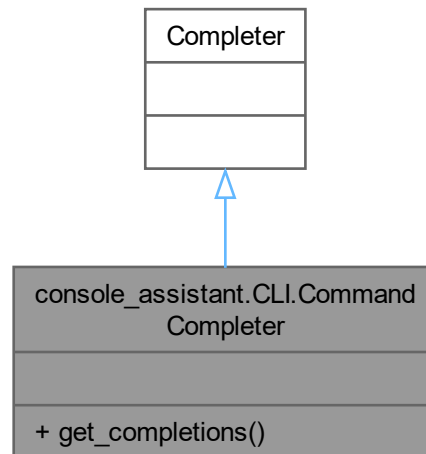 Completer
console_assistant.CLI.Command
Completer
+ get_completions()